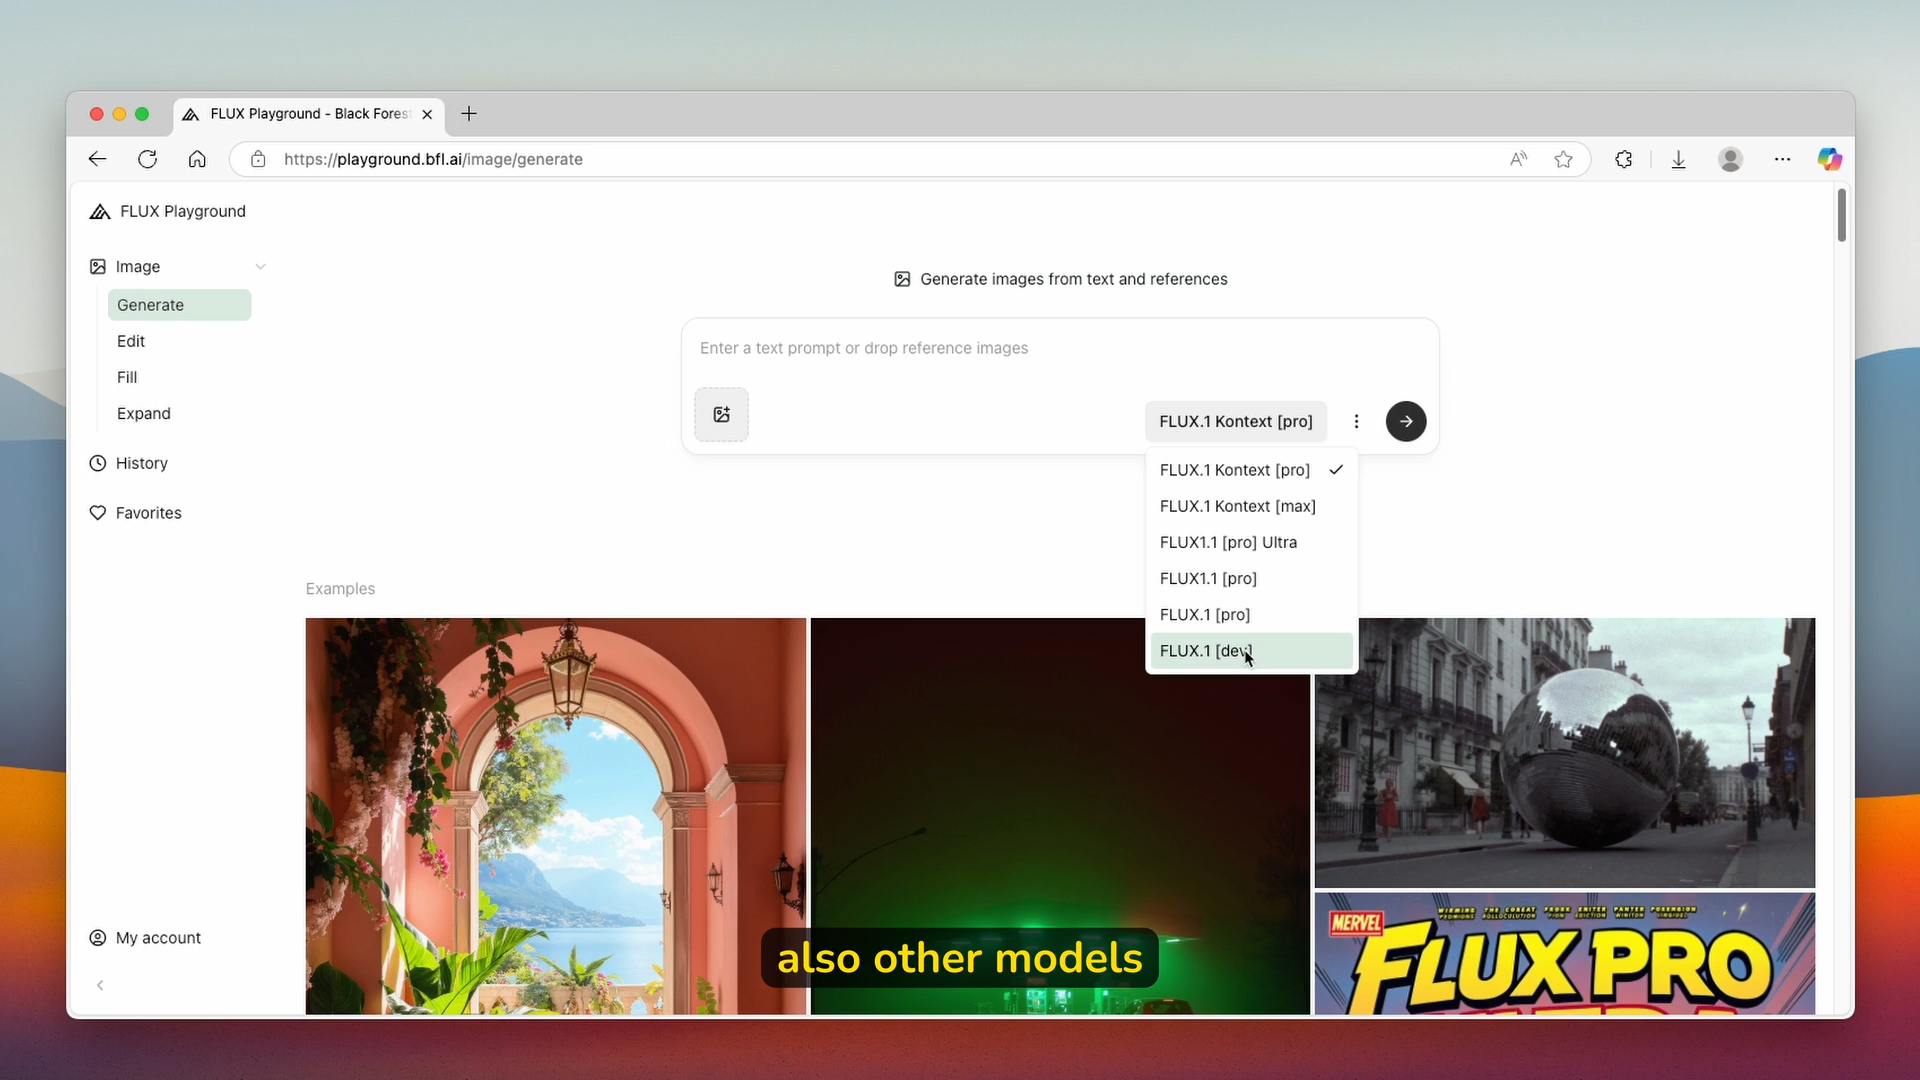 FLUX Playground - Black Forest
https://playground.bfl.ai/image/generate
FLUX Playground
Image
Generate
Edit
Fill
Expand
History
Favorites
My account
Generate images from text and references
Enter a text prompt or drop reference images
FLUX.1 Kontext [pro]
FLUX.1 Kontext [pro]
FLUX.1 Kontext [max]
FLUX1.1 [pro] Ultra
FLUX1.1 [pro]
FLUX.1 [pro]
FLUX.1 [dev]
Examples
MARVEL
FLUX PRO
also other models